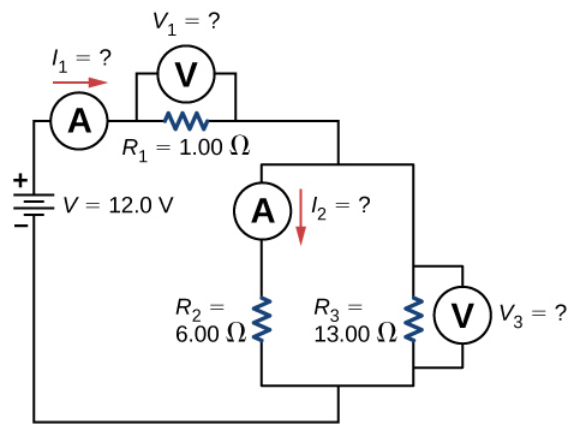 V₁ = ?
I₁ = ?
V
A
R₁ = 1.00 Ω
+
V = 12.0 V
−
A
I₂ = ?
R₂ =
6.00 Ω
R₃ =
13.00 Ω
V
V₃ = ?